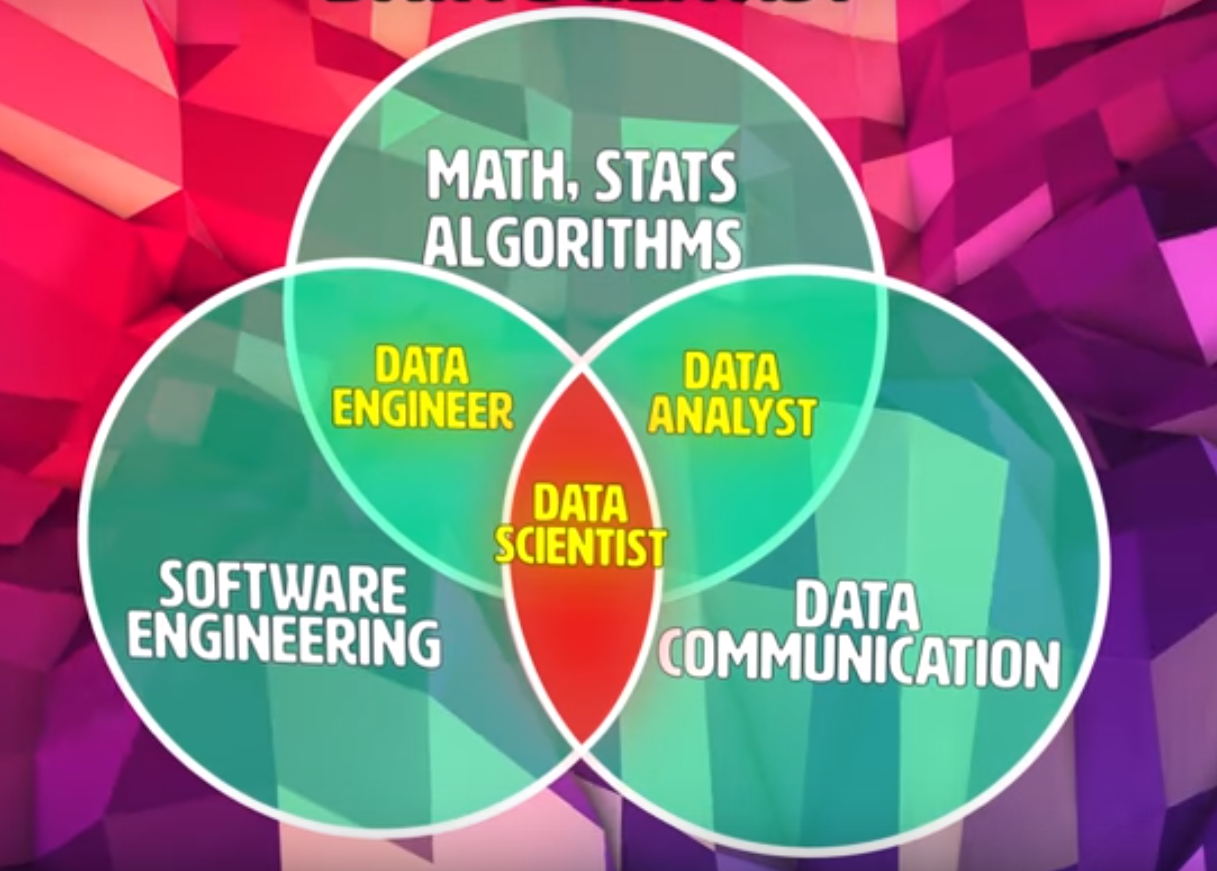 MATH, STATS
ALGORITHMS
DATA
ENGINEER
DATA
ANALYST
DATA
SCIENTIST
SOFTWARE
ENGINEERING
DATA
COMMUNICATION